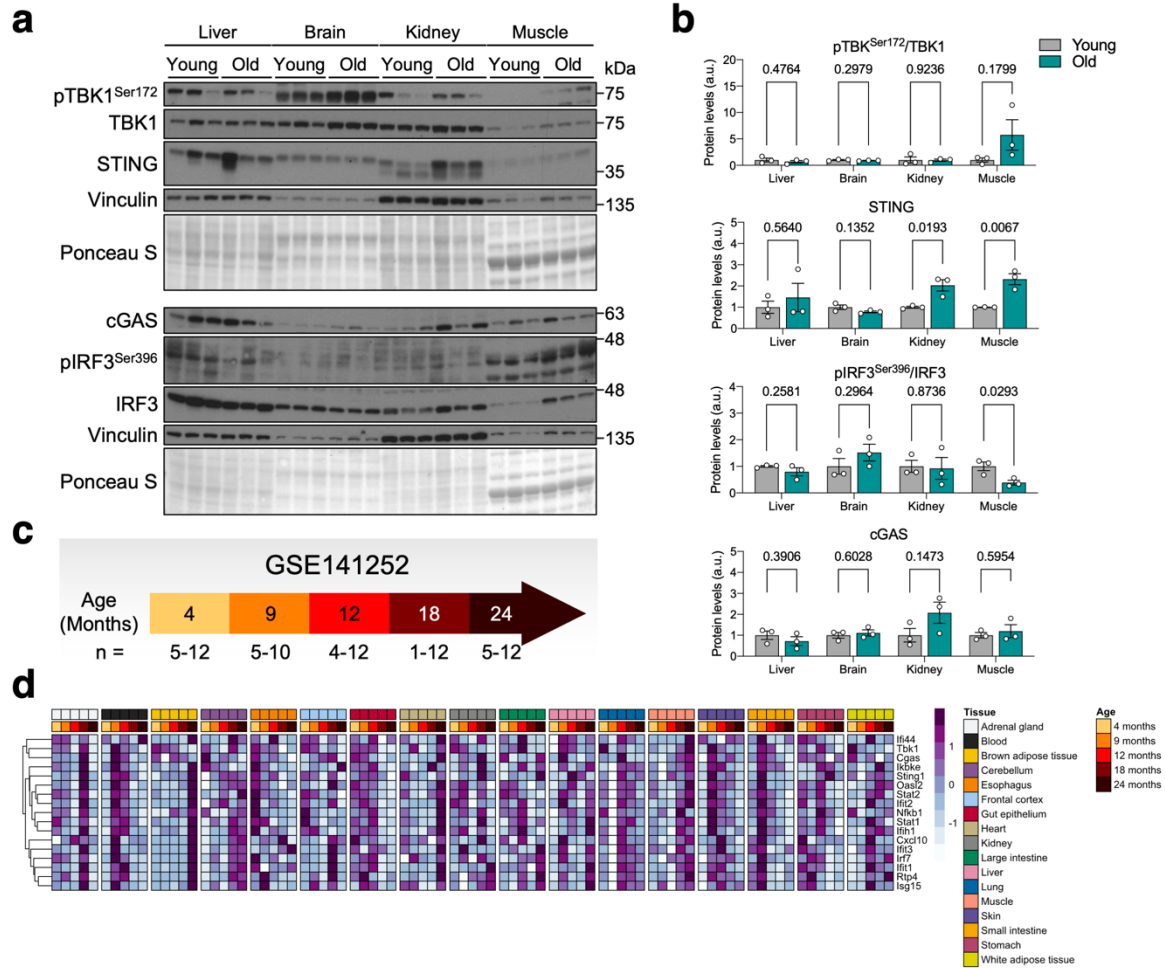 a
Liver Brain Kidney Muscle
Young Old Young Old Young Old Young Old kDa
pTBK1Ser172 75
TBK1 75
STING 35
Vinculin 135
Ponceau S
cGAS 63
48
pIRF3Ser396
IRF3 48
Vinculin 135
Ponceau S
b
Young
Old
pTBKSer172/TBK1
Protein levels (a.u.)
20
15
10
5
0
0.4764 0.2979 0.9236 0.1799
Liver Brain Kidney Muscle
STING
Protein levels (a.u.)
5
4
3
2
1
0
0.5640 0.1352 0.0193 0.0067
Liver Brain Kidney Muscle
pIRF3Ser396/IRF3
Protein levels (a.u.)
4
3
2
1
0
0.2581 0.2964 0.8736 0.0293
Liver Brain Kidney Muscle
cGAS
Protein levels (a.u.)
5
4
3
2
1
0
0.3906 0.6028 0.1473 0.5954
Liver Brain Kidney Muscle
c
GSE141252
Age
(Months)
4 9 12 18 24
n = 5-12 5-10 4-12 1-12 5-12
d
Ifi44
Tbk1
Cgas
Ikbke
Sting1
Oasl2
Stat2
Ifit2
Nfkb1
Stat1
Ifih1
Cxcl10
Ifit3
Irf7
Ifit1
Rtp4
Isg15
1
0
-1
Tissue
Adrenal gland
Blood
Brown adipose tissue
Cerebellum
Esophagus
Frontal cortex
Gut epithelium
Heart
Kidney
Large intestine
Liver
Lung
Muscle
Skin
Small intestine
Stomach
White adipose tissue
Age
4 months
9 months
12 months
18 months
24 months